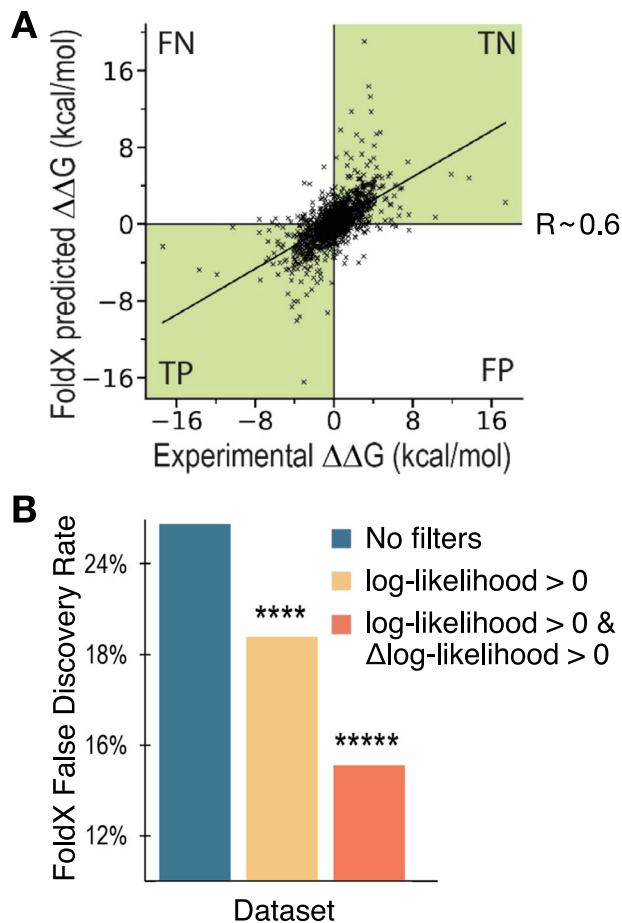 A
FN
TN
16
8
0
−8
−16
TP
FP
R~0.6
FoldX predicted ΔΔG (kcal/mol)
−16 −8 0 8 16
Experimental ΔΔG (kcal/mol)
B
No filters
log-likelihood > 0
log-likelihood > 0 &
Δlog-likelihood > 0
FoldX False Discovery Rate
24%
18%
16%
12%
****
*****
Dataset